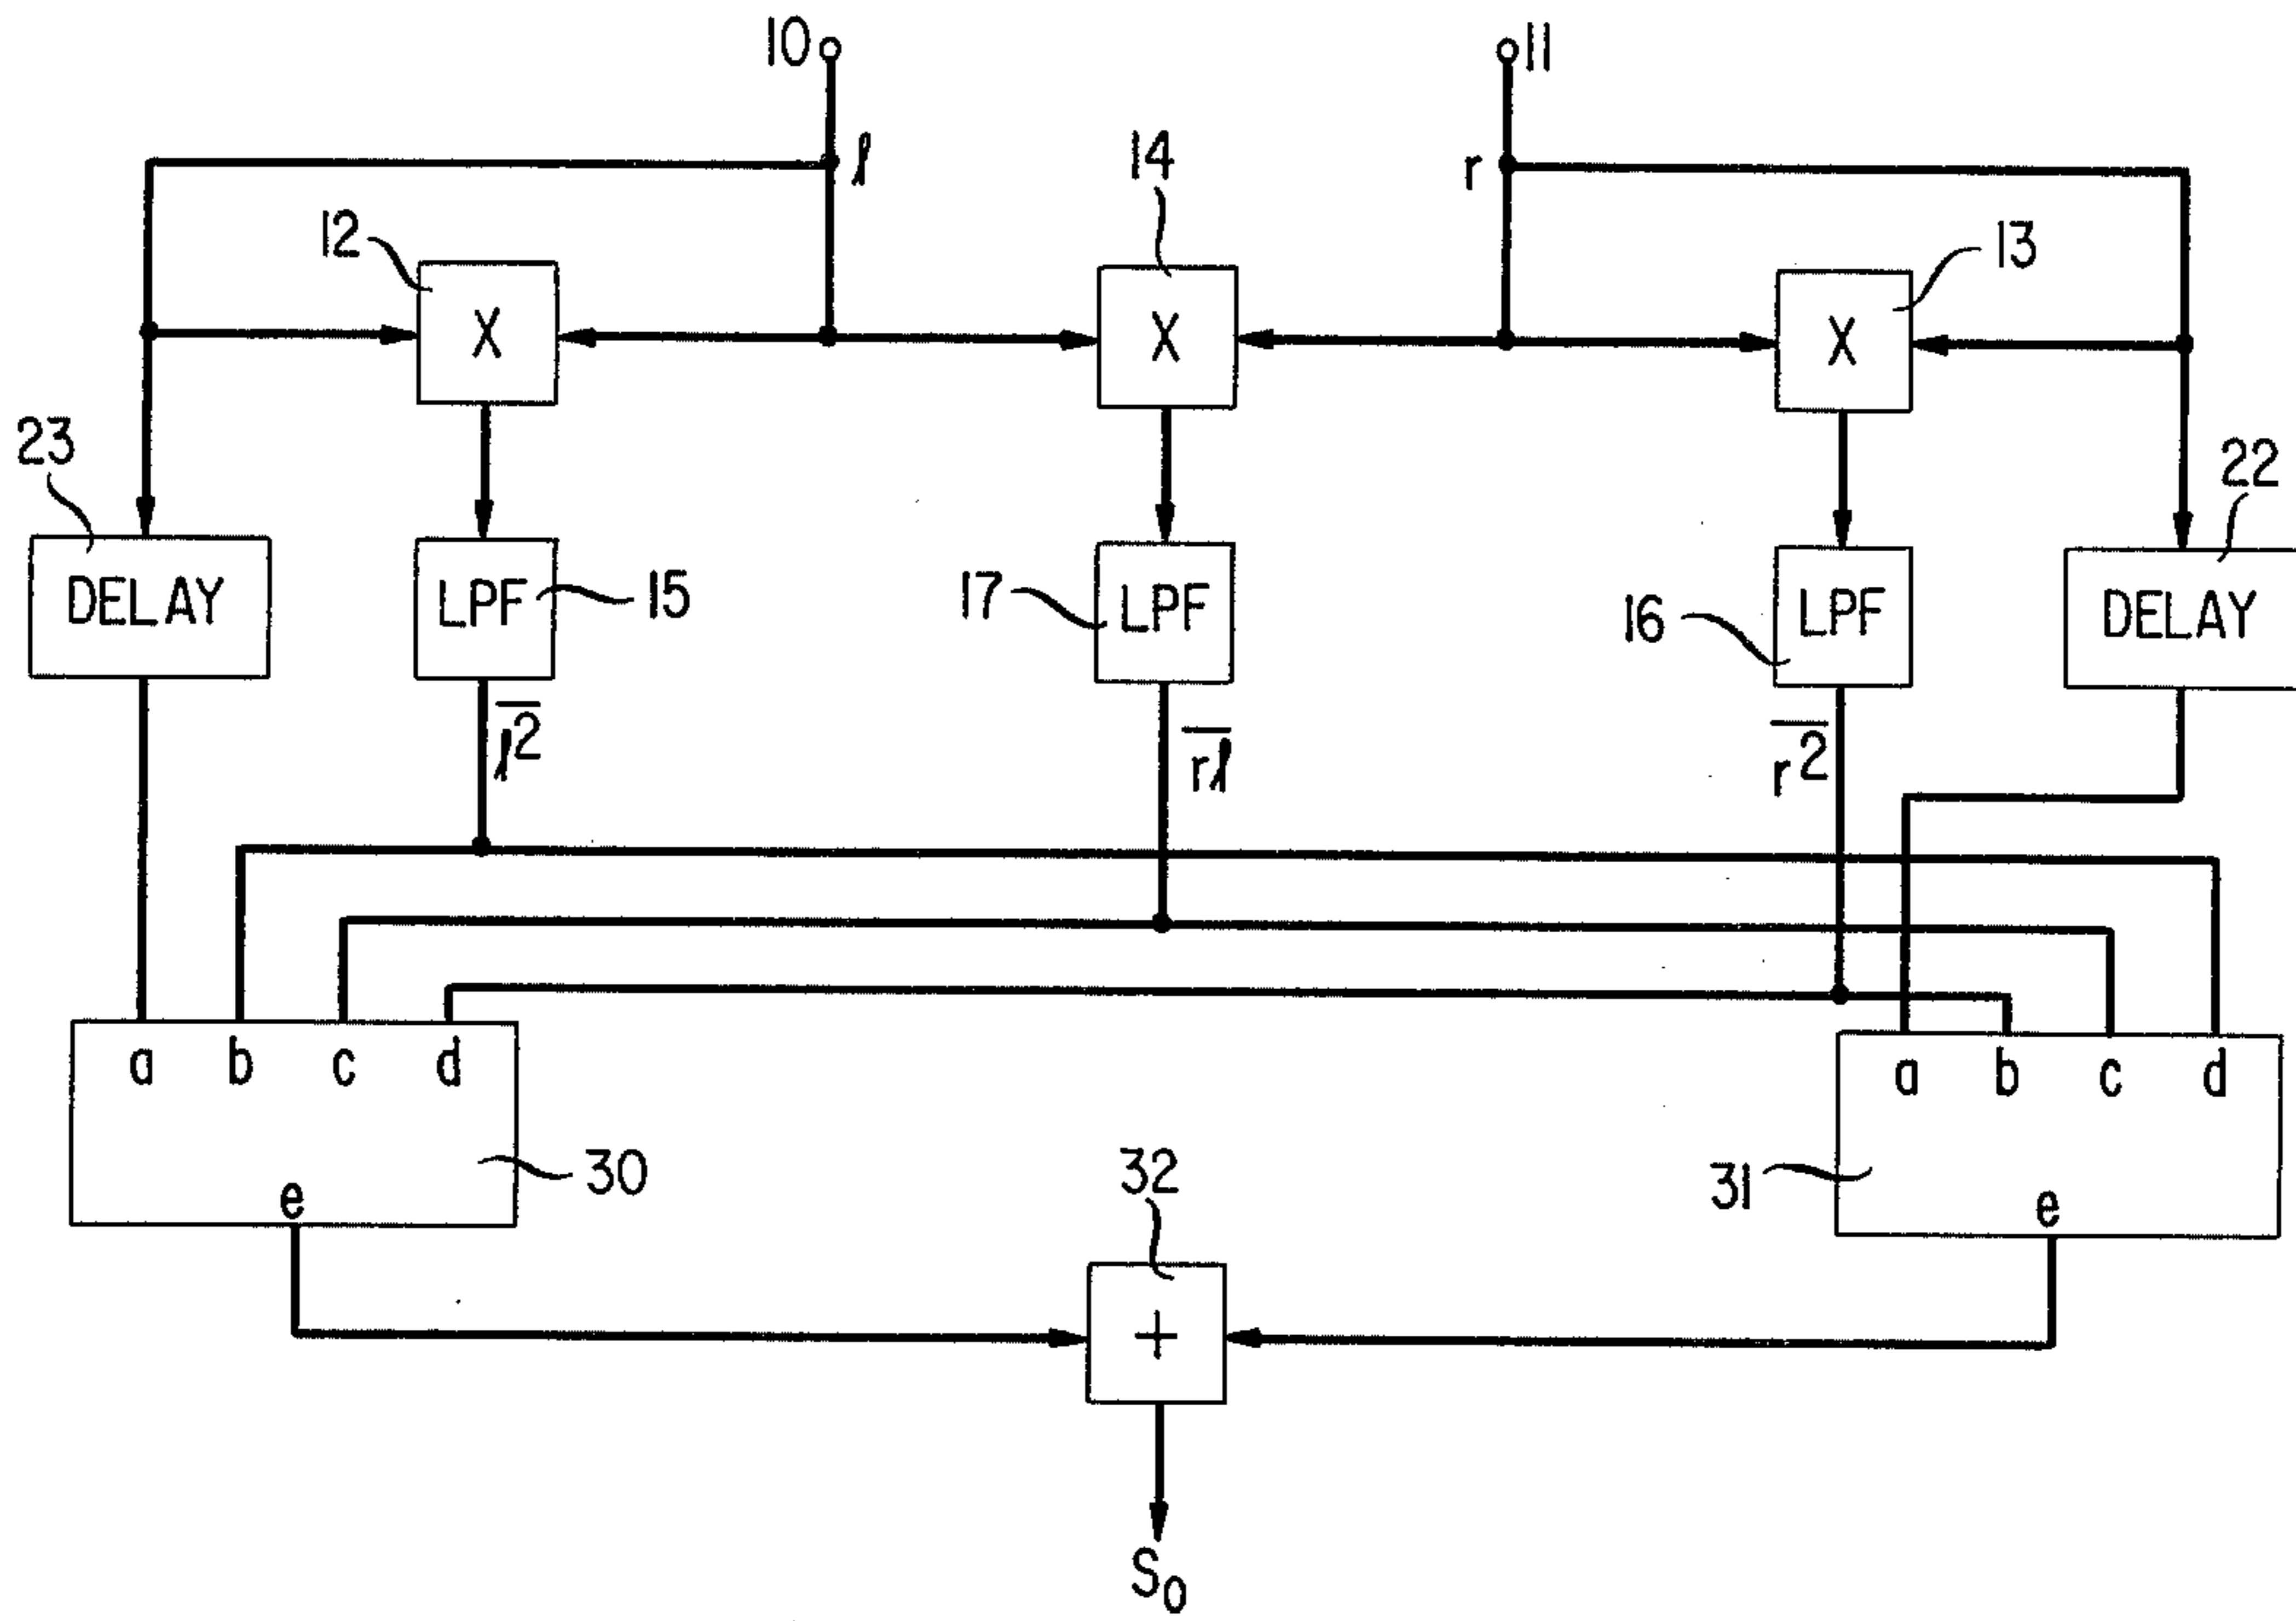 10 11
l r
12 14 13
X X X
23 22
DELAY LPF 15 17 LPF 16 LPF DELAY
l² rl r²
a b c d a b c d
30 32 31
e e
+
S₀